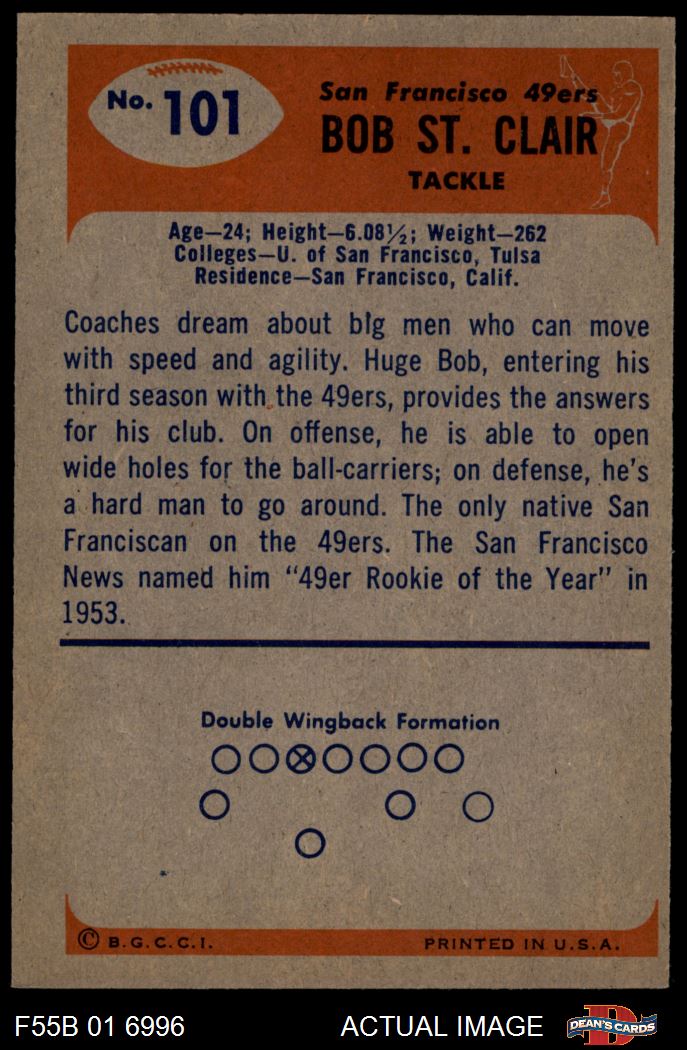 No. 101
San Francisco 49ers
BOB ST. CLAIR
TACKLE
Age—24; Height—6.08½; Weight—262
Colleges—U. of San Francisco, Tulsa
Residence—San Francisco, Calif.
Coaches dream about big men who can move
with speed and agility. Huge Bob, entering his
third season with the 49ers, provides the answers
for his club. On offense, he is able to open
wide holes for the ball-carriers; on defense, he's
a hard man to go around. The only native San
Franciscan on the 49ers. The San Francisco
News named him "49er Rookie of the Year" in
1953.
Double Wingback Formation
© B.G.C.C.I.
PRINTED IN U.S.A.
F55B 01 6996
ACTUAL IMAGE
D
DEAN'S CARDS